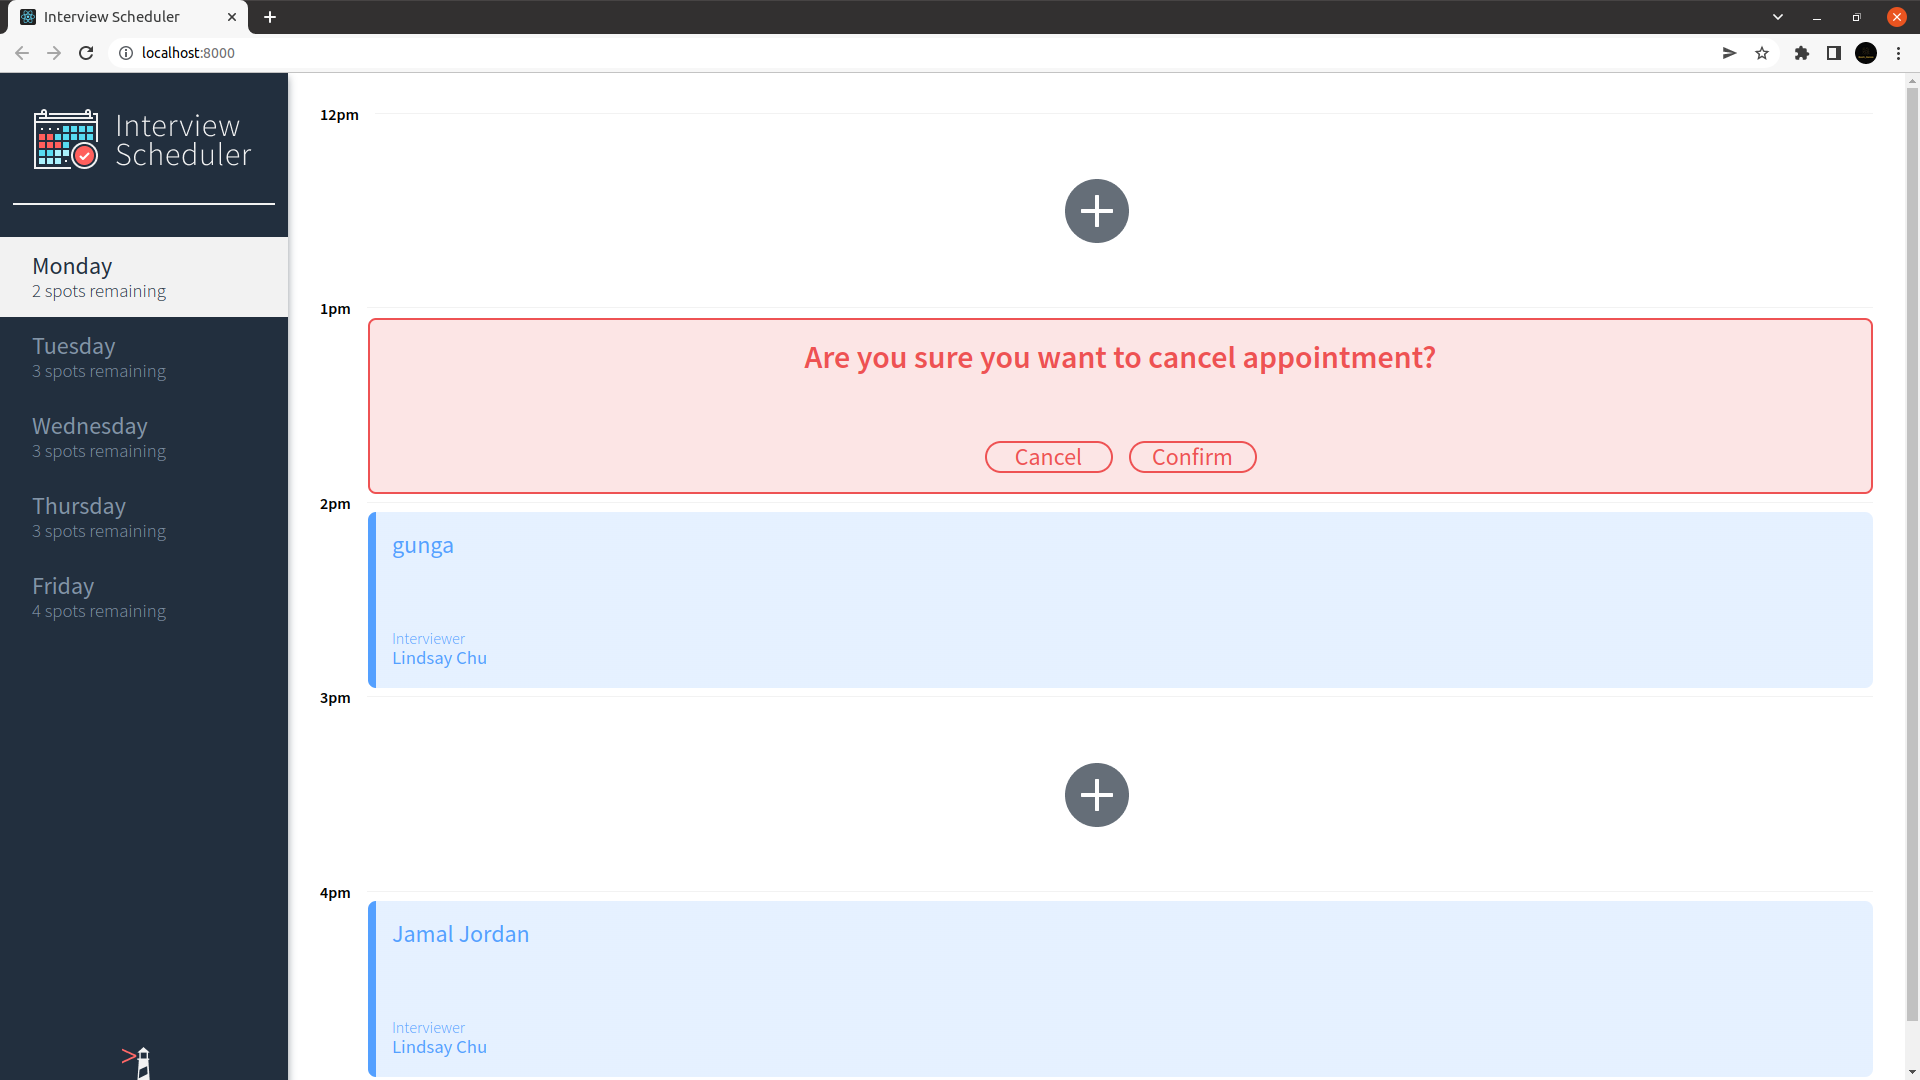 Interview Scheduler
localhost:8000
Interview
Scheduler
Monday
2 spots remaining
Tuesday
3 spots remaining
Wednesday
3 spots remaining
Thursday
3 spots remaining
Friday
4 spots remaining
12pm
1pm
Are you sure you want to cancel appointment?
Cancel Confirm
2pm
gunga
Interviewer
Lindsay Chu
3pm
4pm
Jamal Jordan
Interviewer
Lindsay Chu